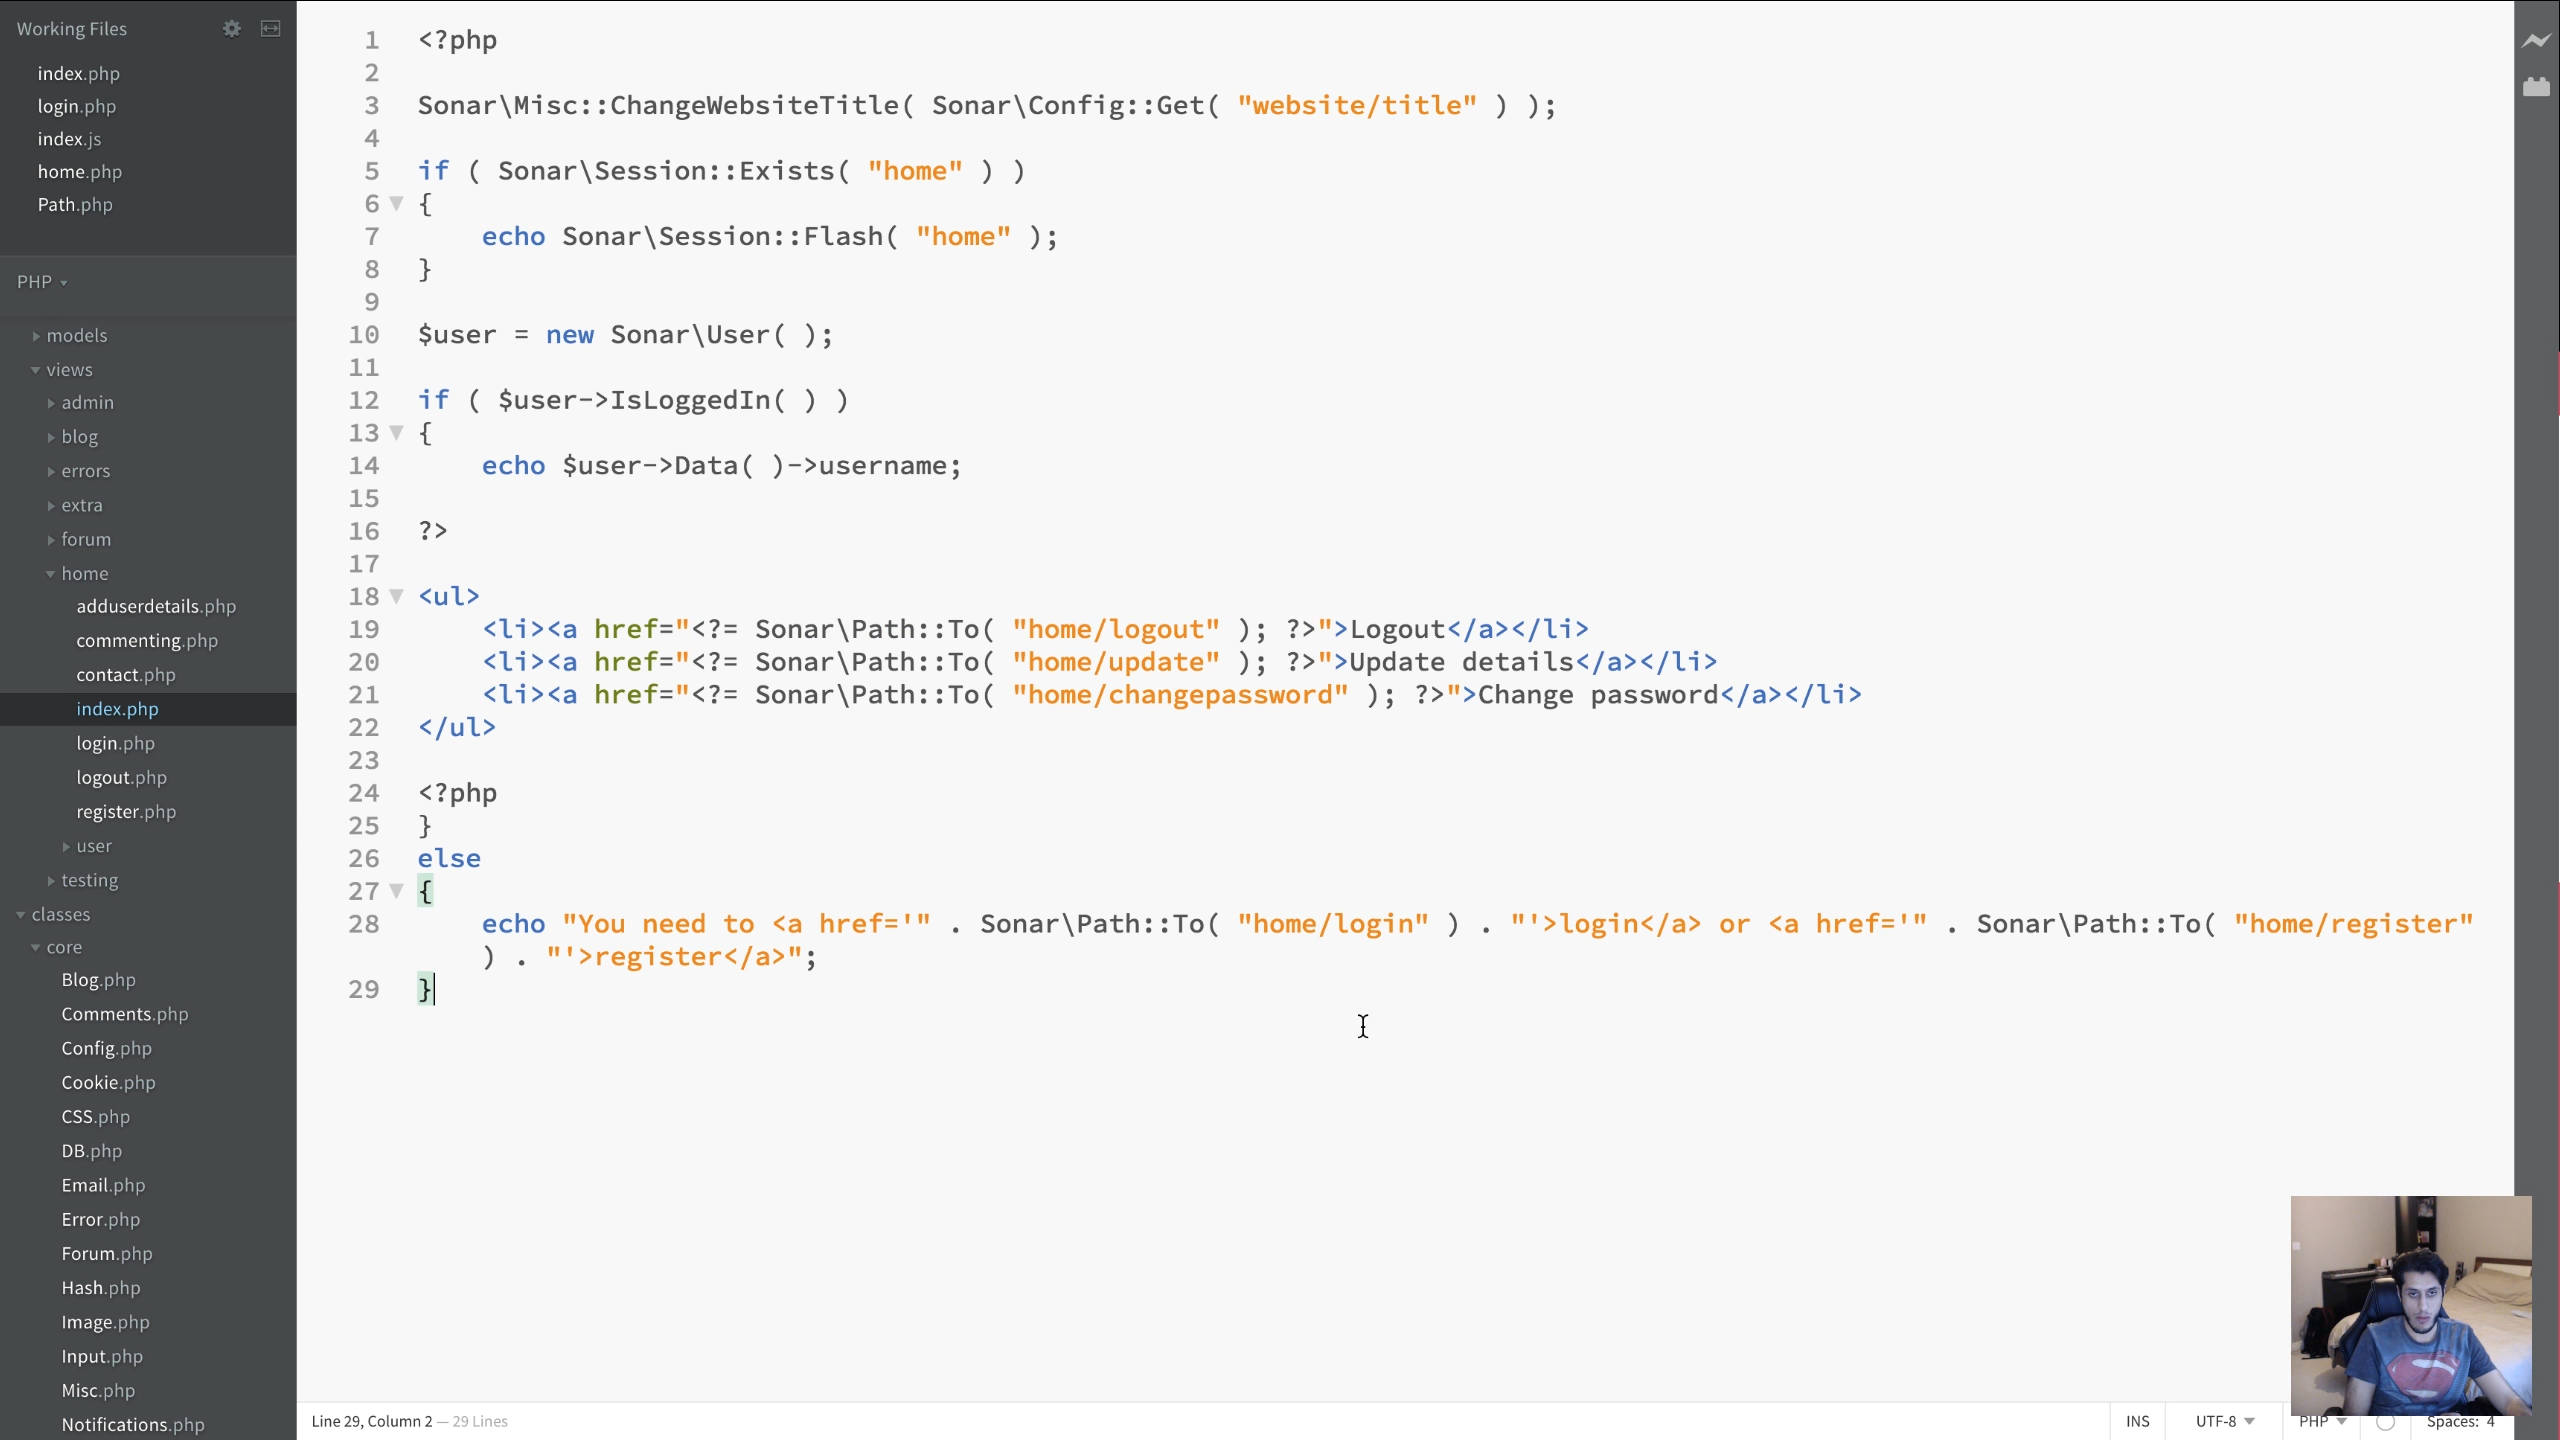 Working Files
index.php
login.php
index.js
home.php
Path.php
PHP
models
views
admin
blog
errors
extra
forum
home
adduserdetails.php
commenting.php
contact.php
index.php
login.php
logout.php
register.php
user
testing
classes
core
Blog.php
Comments.php
Config.php
Cookie.php
CSS.php
DB.php
Email.php
Error.php
Forum.php
Hash.php
Image.php
Input.php
Misc.php
Notifications.php
1 <?php
2
3 Sonar\Misc::ChangeWebsiteTitle( Sonar\Config::Get( "website/title" ) );
4
5 if ( Sonar\Session::Exists( "home" ) )
6 {
7     echo Sonar\Session::Flash( "home" );
8 }
9
10 $user = new Sonar\User( );
11
12 if ( $user->IsLoggedIn( ) )
13 {
14     echo $user->Data( )->username;
15
16 ?>
17
18 <ul>
19     <li><a href="<?= Sonar\Path::To( "home/logout" ); ?>">Logout</a></li>
20     <li><a href="<?= Sonar\Path::To( "home/update" ); ?>">Update details</a></li>
21     <li><a href="<?= Sonar\Path::To( "home/changepassword" ); ?>">Change password</a></li>
22 </ul>
23
24 <?php
25 }
26 else
27 {
28     echo "You need to <a href='" . Sonar\Path::To( "home/login" ) . "'>login</a> or <a href='" . Sonar\Path::To( "home/register"
) . "'>register</a>";
29 }
Line 29, Column 2 — 29 Lines
INS
UTF-8
PHP
Spaces: 4